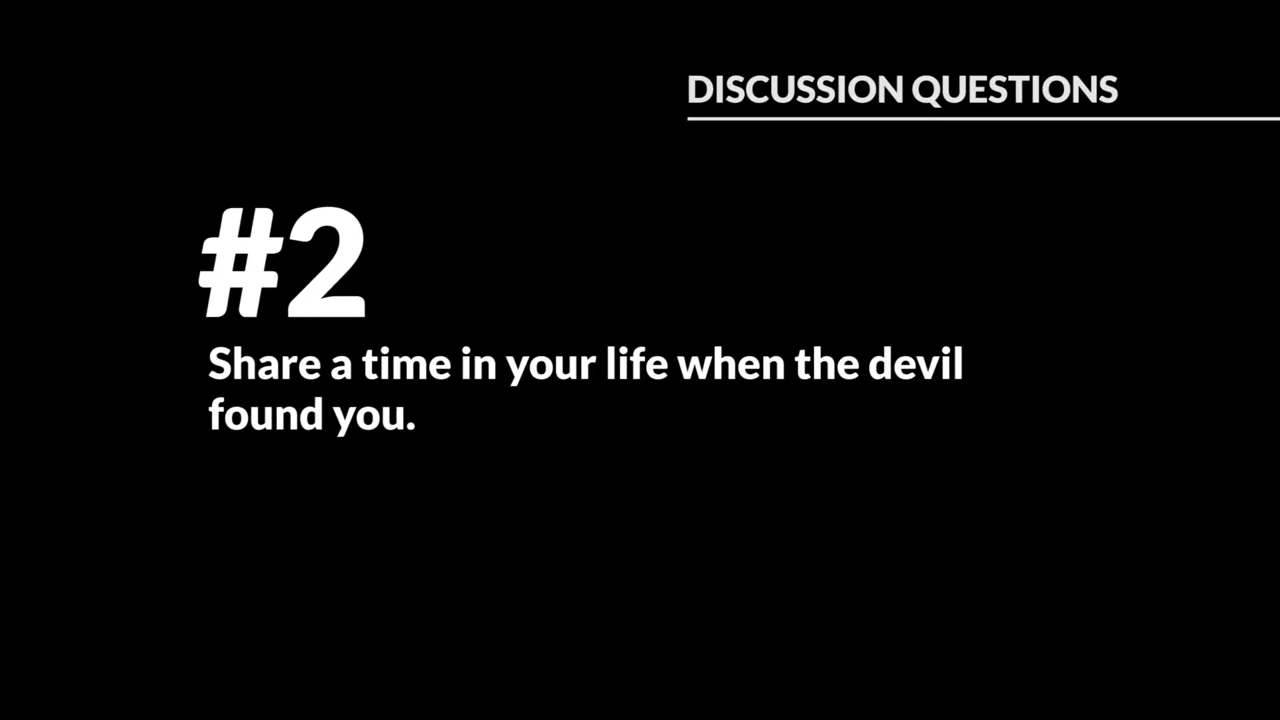 DISCUSSION QUESTIONS
#2
Share a time in your life when the devil
found you.